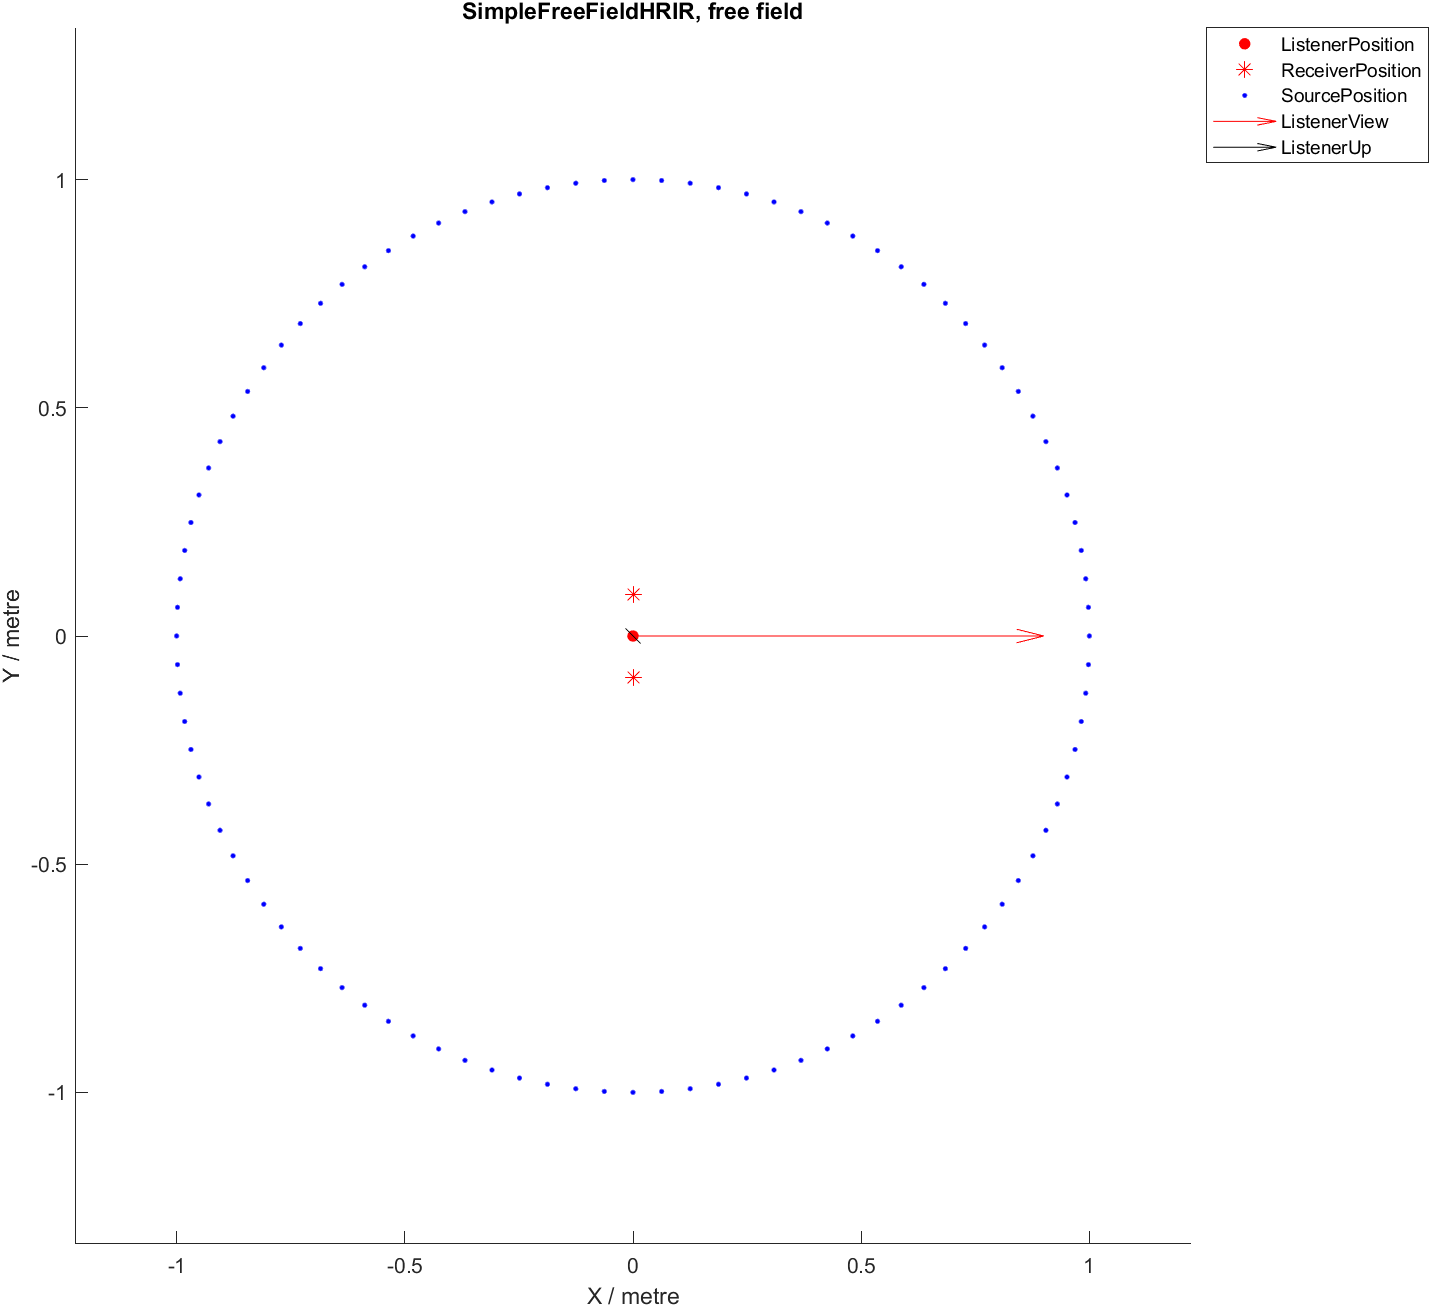 SimpleFreeFieldHRIR, free field
ListenerPosition
ReceiverPosition
SourcePosition
ListenerView
ListenerUp
1
0.5
0
-0.5
-1
Y / metre
-1
-0.5
0
0.5
1
X / metre